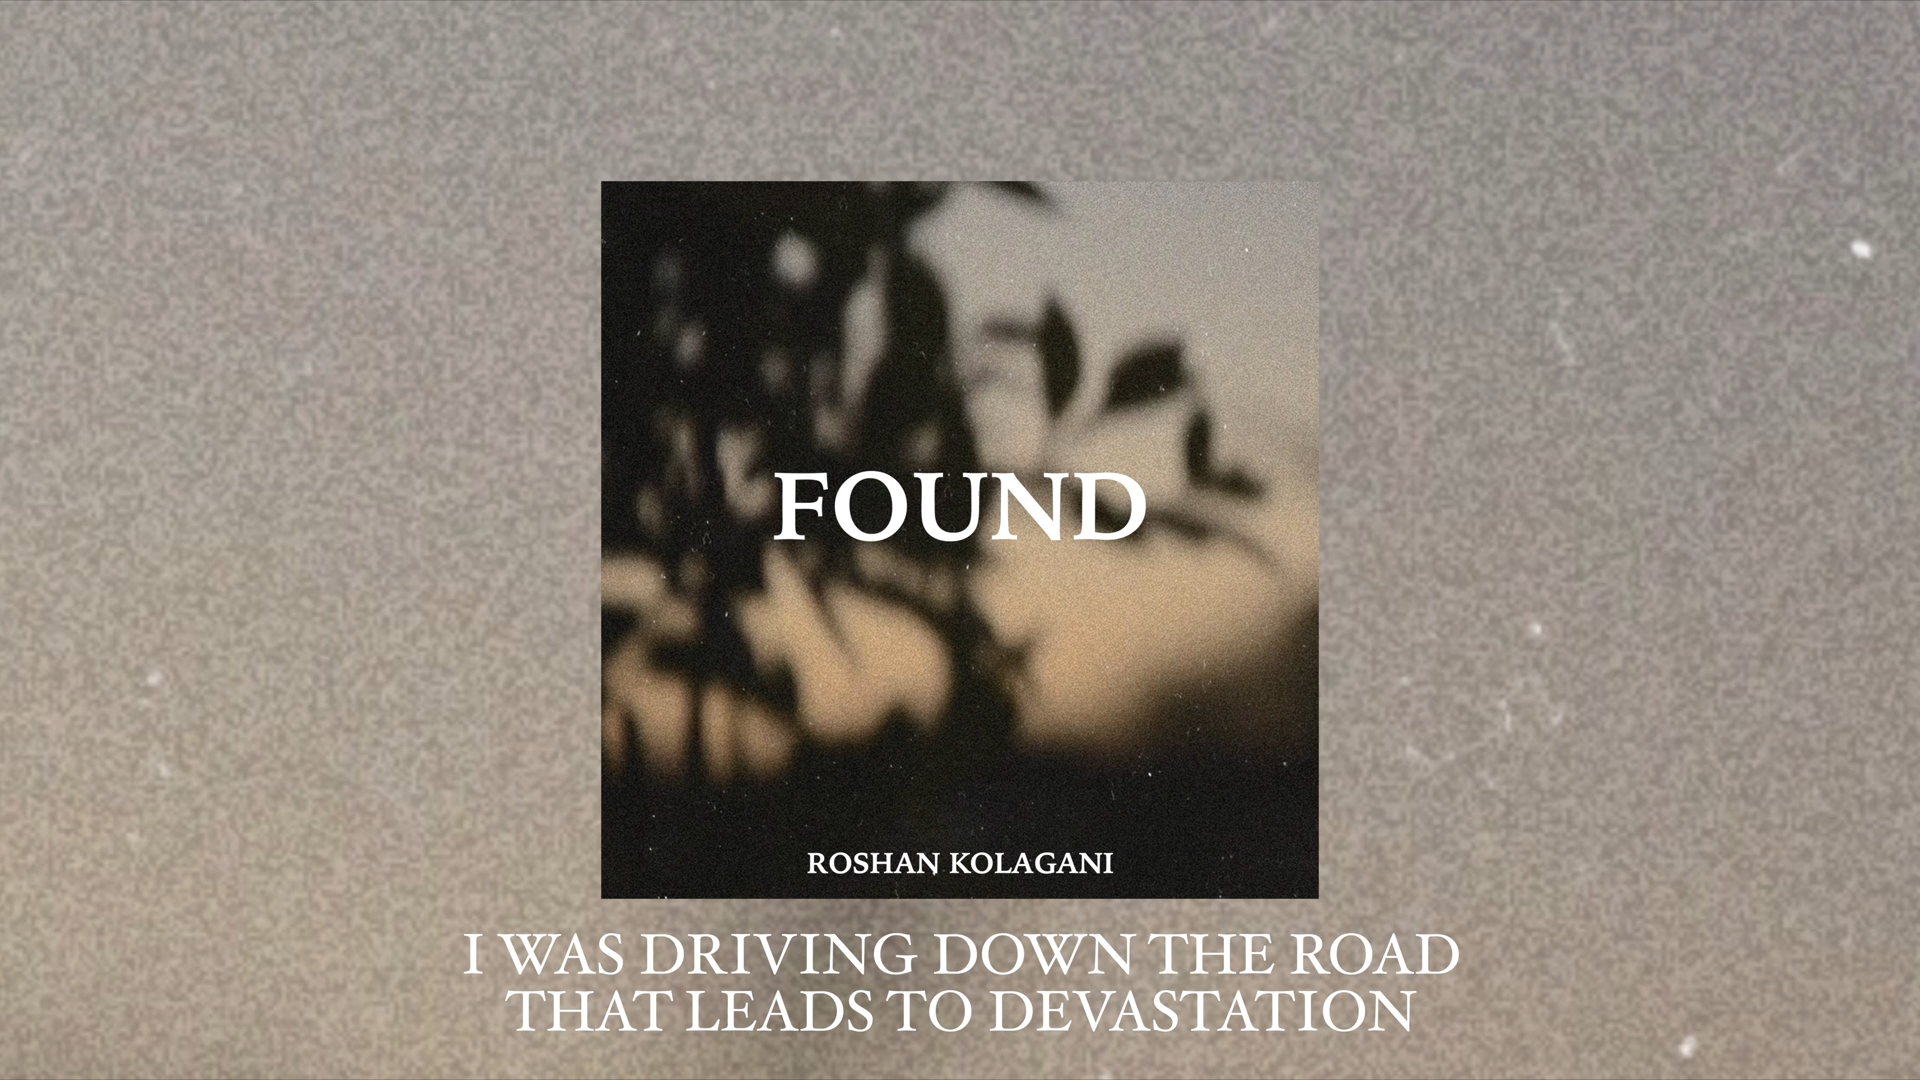 FOUND
ROSHAN KOLAGANI
I WAS DRIVING DOWN THE ROAD
THAT LEADS TO DEVASTATION